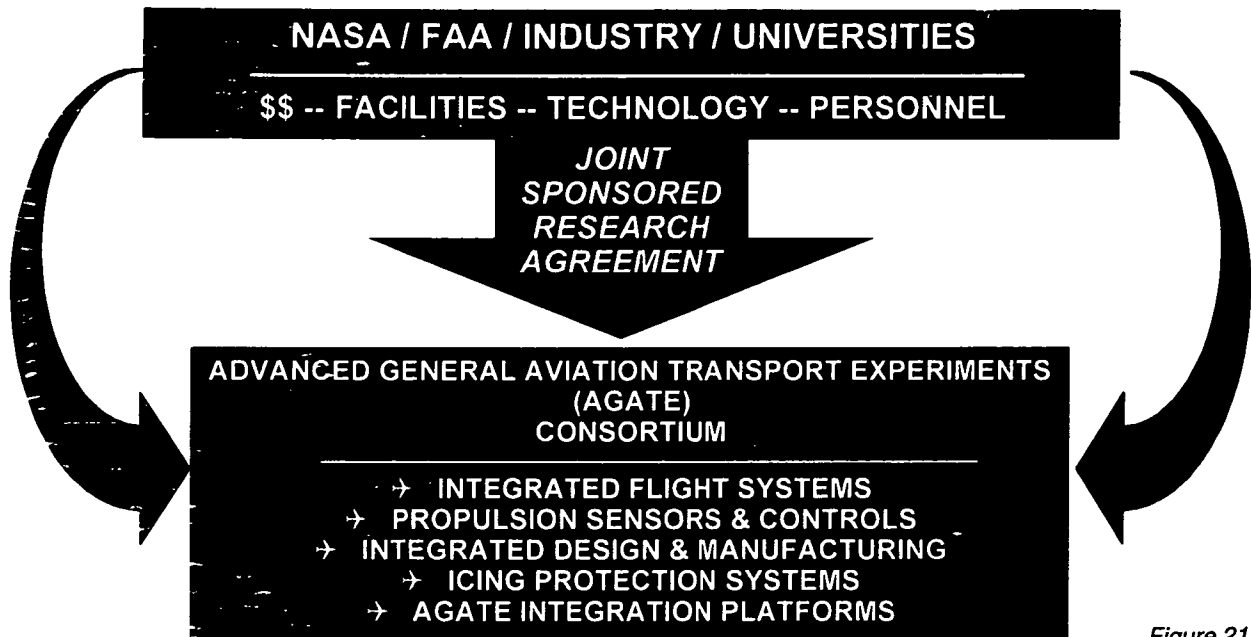 NASA / FAA / INDUSTRY / UNIVERSITIES
$$ -- FACILITIES -- TECHNOLOGY -- PERSONNEL
JOINT
SPONSORED
RESEARCH
AGREEMENT
ADVANCED GENERAL AVIATION TRANSPORT EXPERIMENTS
(AGATE)
CONSORTIUM
✈ INTEGRATED FLIGHT SYSTEMS
✈ PROPULSION SENSORS & CONTROLS
✈ INTEGRATED DESIGN & MANUFACTURING
✈ ICING PROTECTION SYSTEMS
✈ AGATE INTEGRATION PLATFORMS
Figure 21